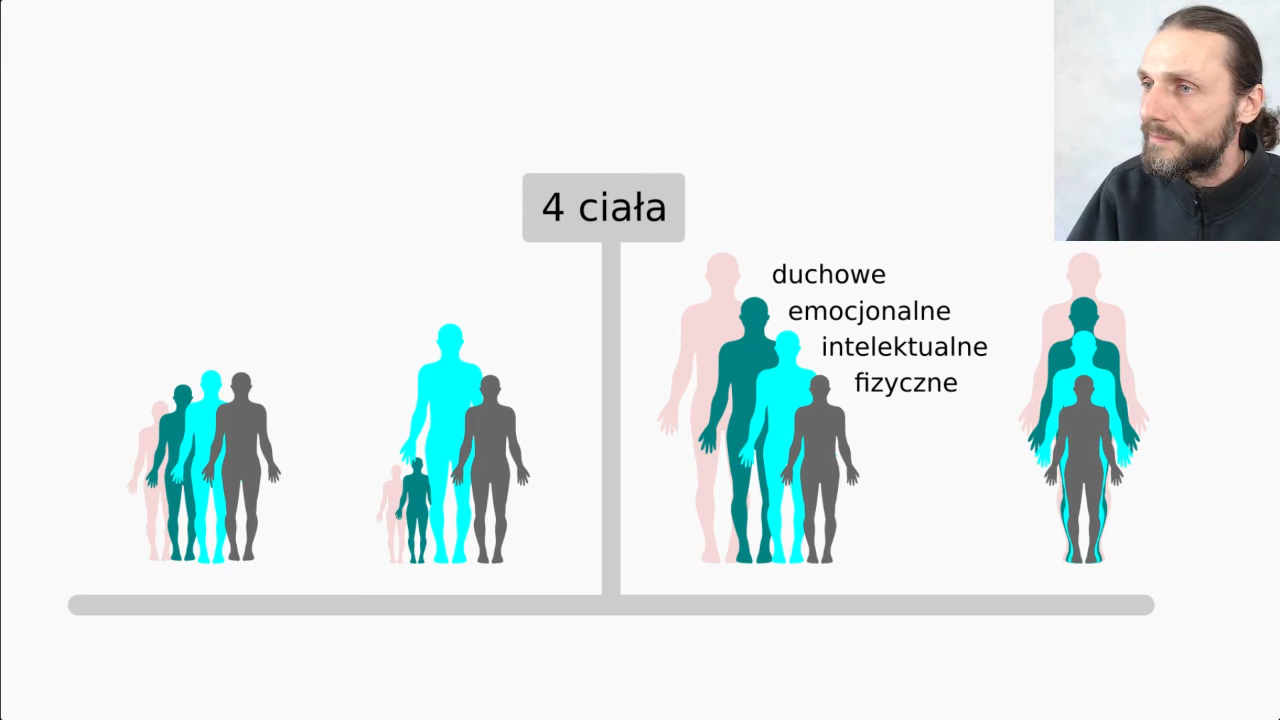 4 ciała
duchowe
emocjonalne
intelektualne
fizyczne